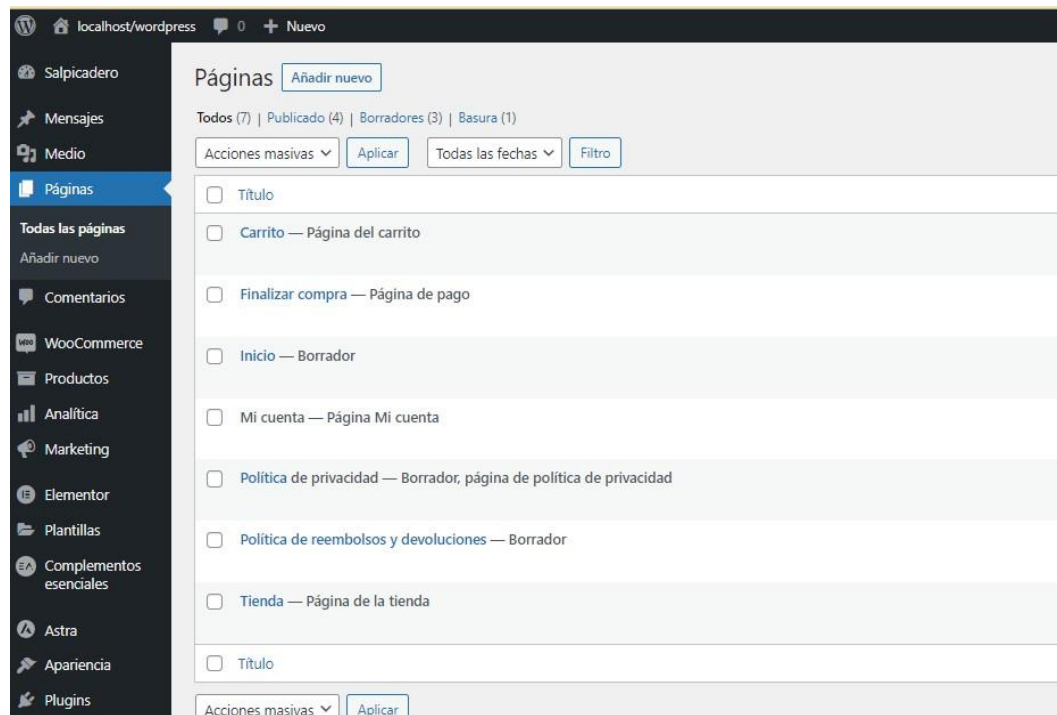 localhost/wordpress 0 + Nuevo
Salpicadero
Mensajes
Medio
Páginas
Todas las páginas
Añadir nuevo
Comentarios
WooCommerce
Productos
Analítica
Marketing
Elementor
Plantillas
Complementos
esenciales
Astra
Apariencia
Plugins
Páginas Añadir nuevo
Todos (7) | Publicado (4) | Borradores (3) | Basura (1)
Acciones masivas Aplicar Todas las fechas Filtro
Título
Carrito — Página del carrito
Finalizar compra — Página de pago
Inicio — Borrador
Mi cuenta — Página Mi cuenta
Política de privacidad — Borrador, página de política de privacidad
Política de reembolsos y devoluciones — Borrador
Tienda — Página de la tienda
Título
Acciones masivas Aplicar